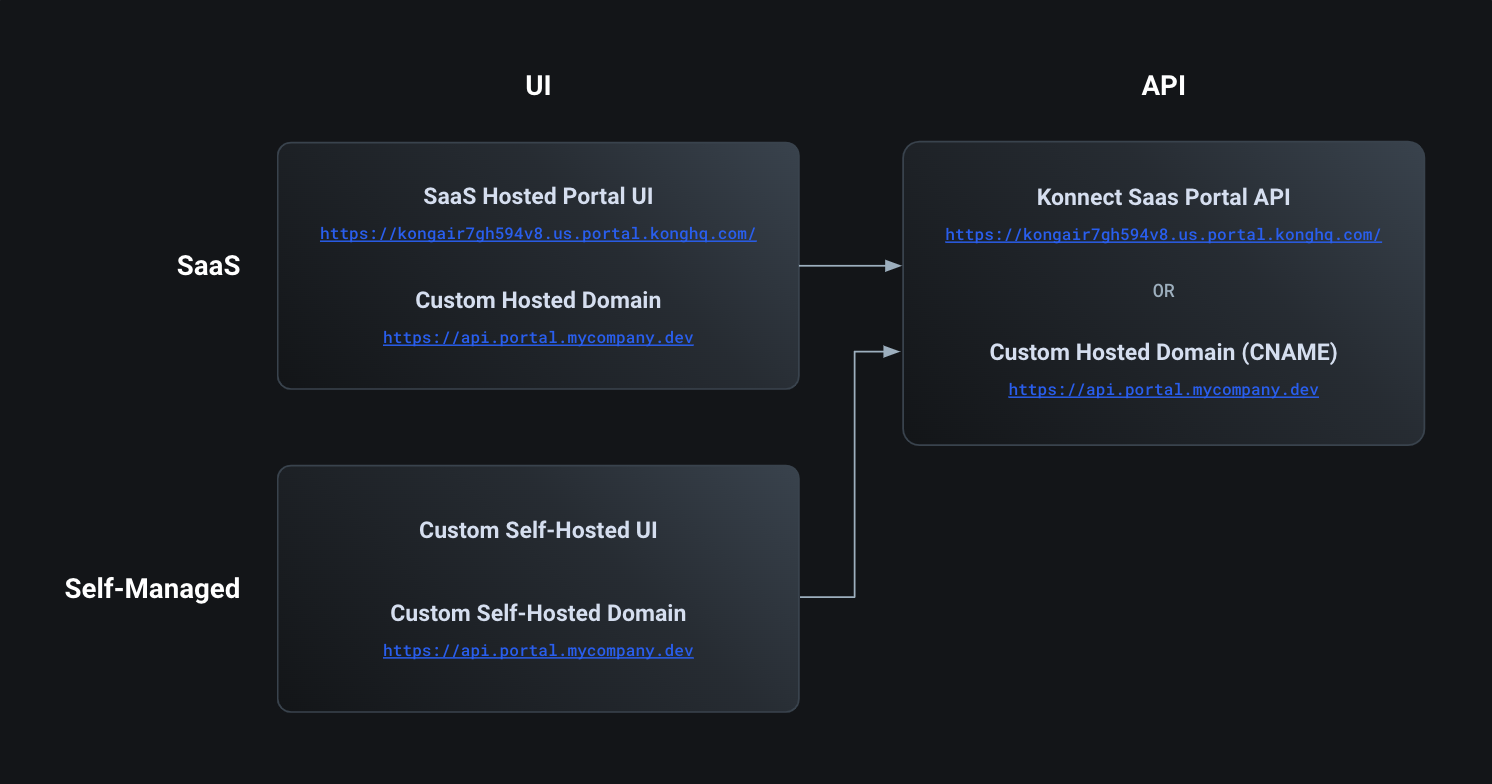 UI
API
SaaS
SaaS Hosted Portal UI
https://kongair7gh594v8.us.portal.konghq.com/
Custom Hosted Domain
https://api.portal.mycompany.dev
Konnect Saas Portal API
https://kongair7gh594v8.us.portal.konghq.com/
OR
Custom Hosted Domain (CNAME)
https://api.portal.mycompany.dev
Self-Managed
Custom Self-Hosted UI
Custom Self-Hosted Domain
https://api.portal.mycompany.dev